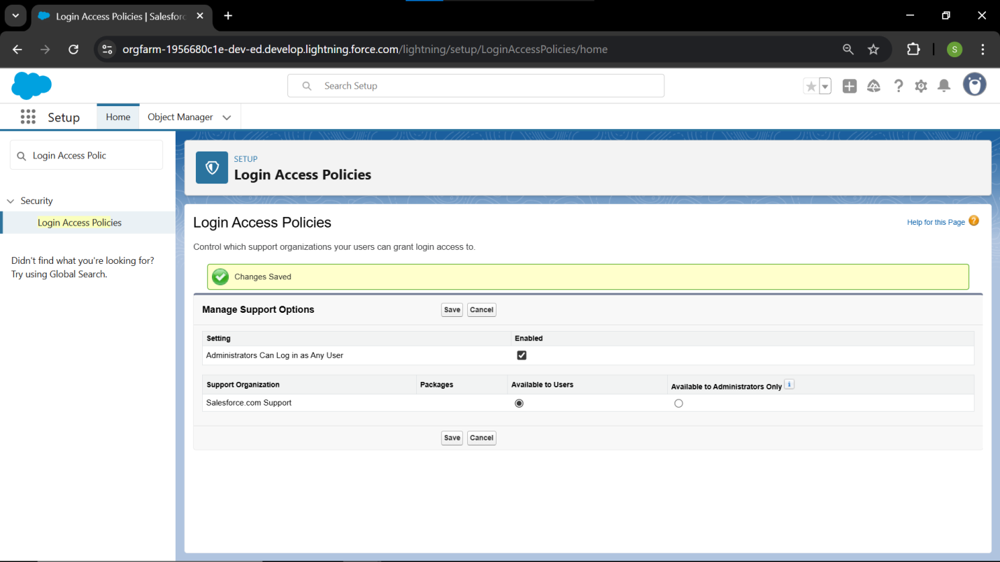 Login Access Policies | Salesforc
orgfarm-1956680c1e-dev-ed.develop.lightning.force.com/lightning/setup/LoginAccessPolicies/home
S
Search Setup
Setup
Home
Object Manager
Login Access Polic
Security
Login Access Policies
Didn't find what you're looking for?
Try using Global Search.
SETUP
Login Access Policies
Login Access Policies
Help for this Page ?
Control which support organizations your users can grant login access to.
Changes Saved
Manage Support Options
Save Cancel
Setting Enabled
Administrators Can Log in as Any User
Support Organization Packages Available to Users Available to Administrators Only i
Salesforce.com Support
Save Cancel